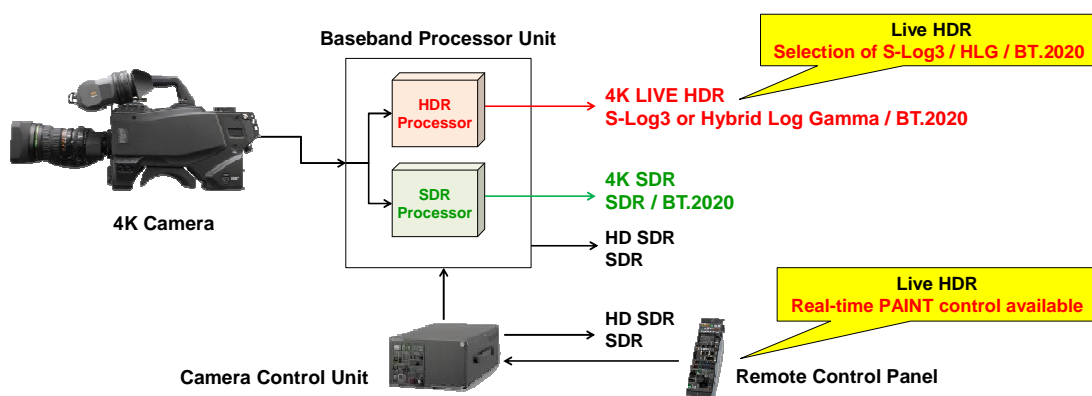 Live HDR
Selection of S-Log3 / HLG / BT.2020
Baseband Processor Unit
HDR
Processor
4K LIVE HDR
S-Log3 or Hybrid Log Gamma / BT.2020
SDR
Processor
4K SDR
SDR / BT.2020
4K Camera
HD SDR
SDR
Live HDR
Real-time PAINT control available
HD SDR
SDR
Camera Control Unit
Remote Control Panel